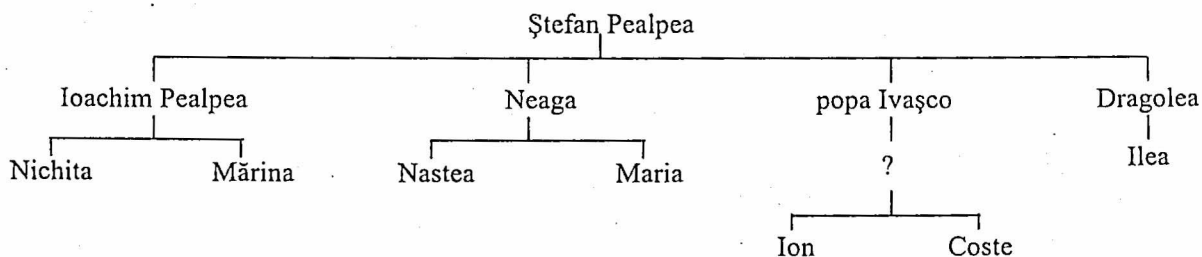 Ştefan Pealpea
Ioachim Pealpea Neaga popa Ivaşco Dragolea
Nichita Mărina Nastea Maria ? Ilea
Ion Coste